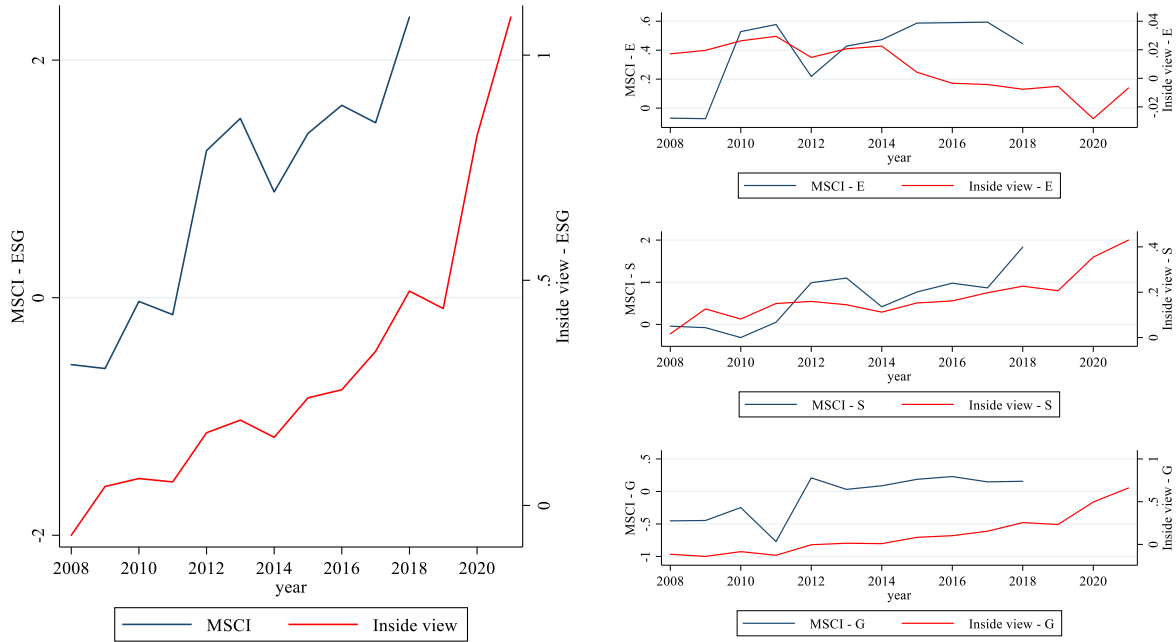 MSCI - ESG
2
0
-2
Inside view - ESG
1
.5
0
2008 2010 2012 2014 2016 2018 2020
year
MSCI Inside view
MSCI - E
.6
.4
.2
0
Inside view - E
.04
.02
0
-.02
2008 2010 2012 2014 2016 2018 2020
year
MSCI - E Inside view - E
MSCI - S
2
1
0
Inside view - S
.4
.2
0
2008 2010 2012 2014 2016 2018 2020
year
MSCI - S Inside view - S
MSCI - G
.5
0
-.5
-1
Inside view - G
1
.5
0
2008 2010 2012 2014 2016 2018 2020
year
MSCI - G Inside view - G